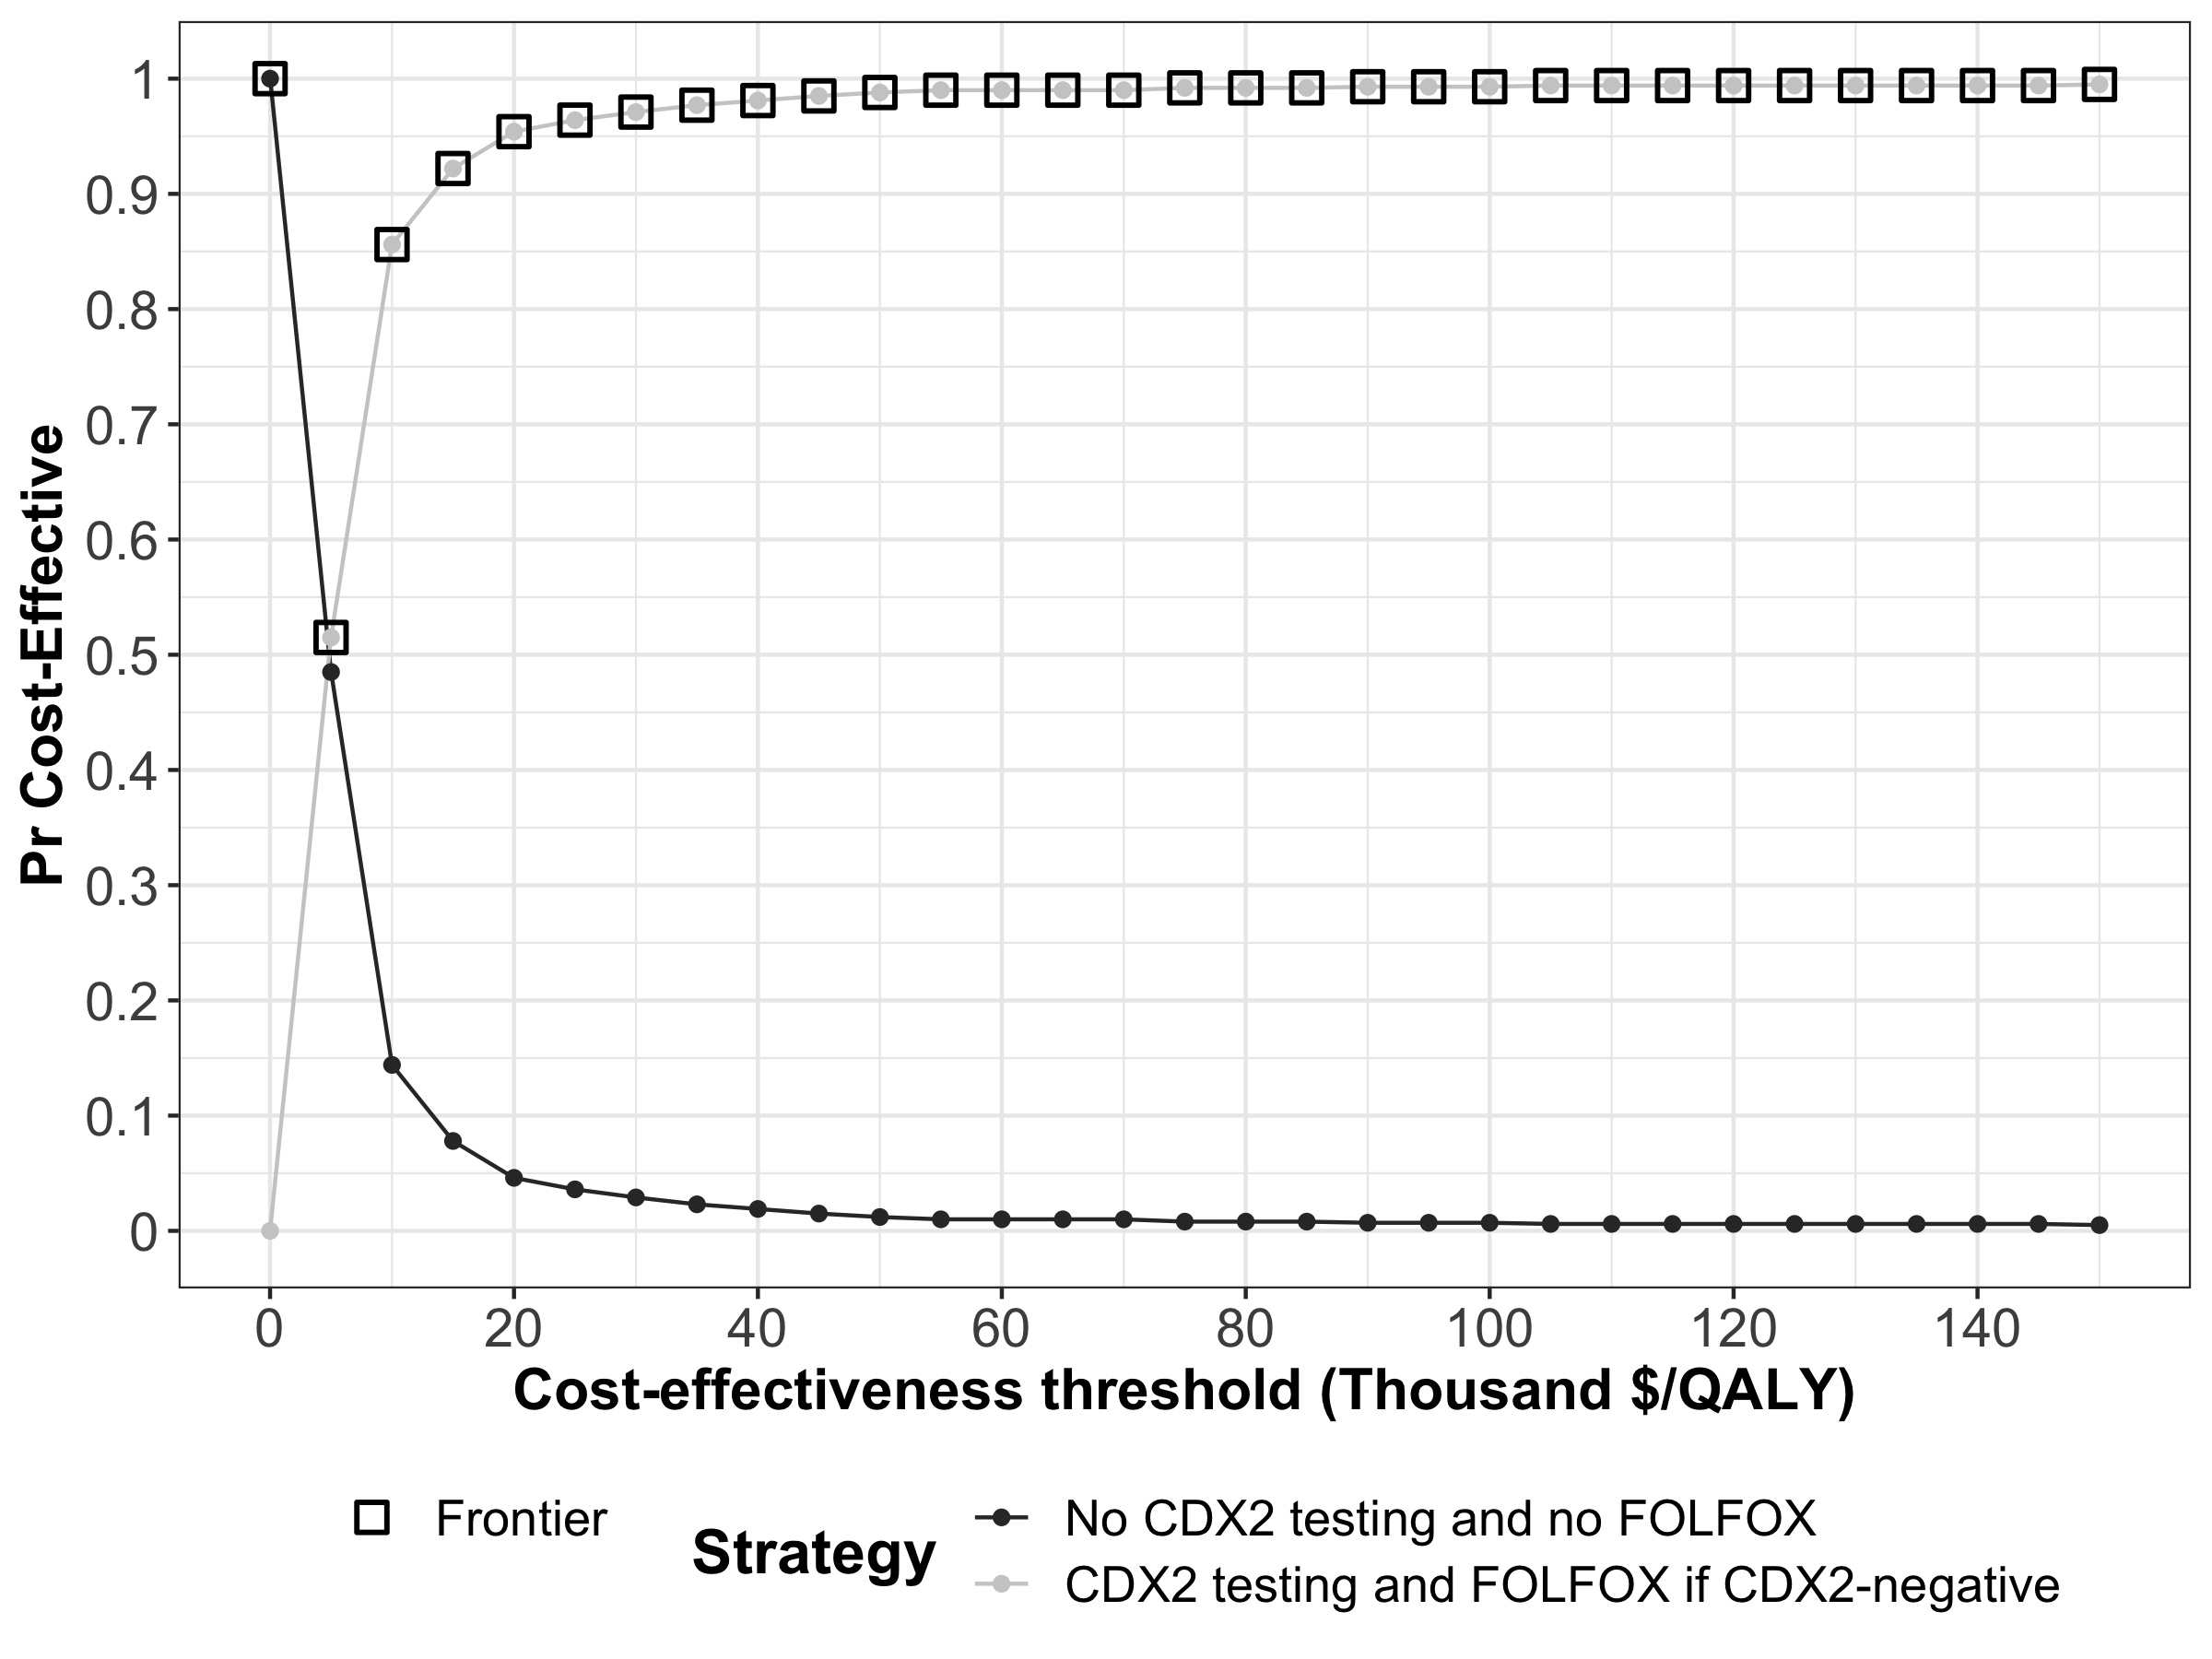 Pr Cost-Effective
1
0.9
0.8
0.7
0.6
0.5
0.4
0.3
0.2
0.1
0
0 20 40 60 80 100 120 140
Cost-effectiveness threshold (Thousand $/QALY)
Frontier
Strategy
No CDX2 testing and no FOLFOX
CDX2 testing and FOLFOX if CDX2-negative